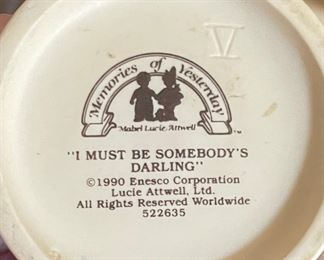 V
Memories of Yesterday
Mabel Lucie Attwell
TM
"I MUST BE SOMEBODY'S
DARLING"
©1990 Enesco Corporation
Lucie Attwell, Ltd.
All Rights Reserved Worldwide
522635